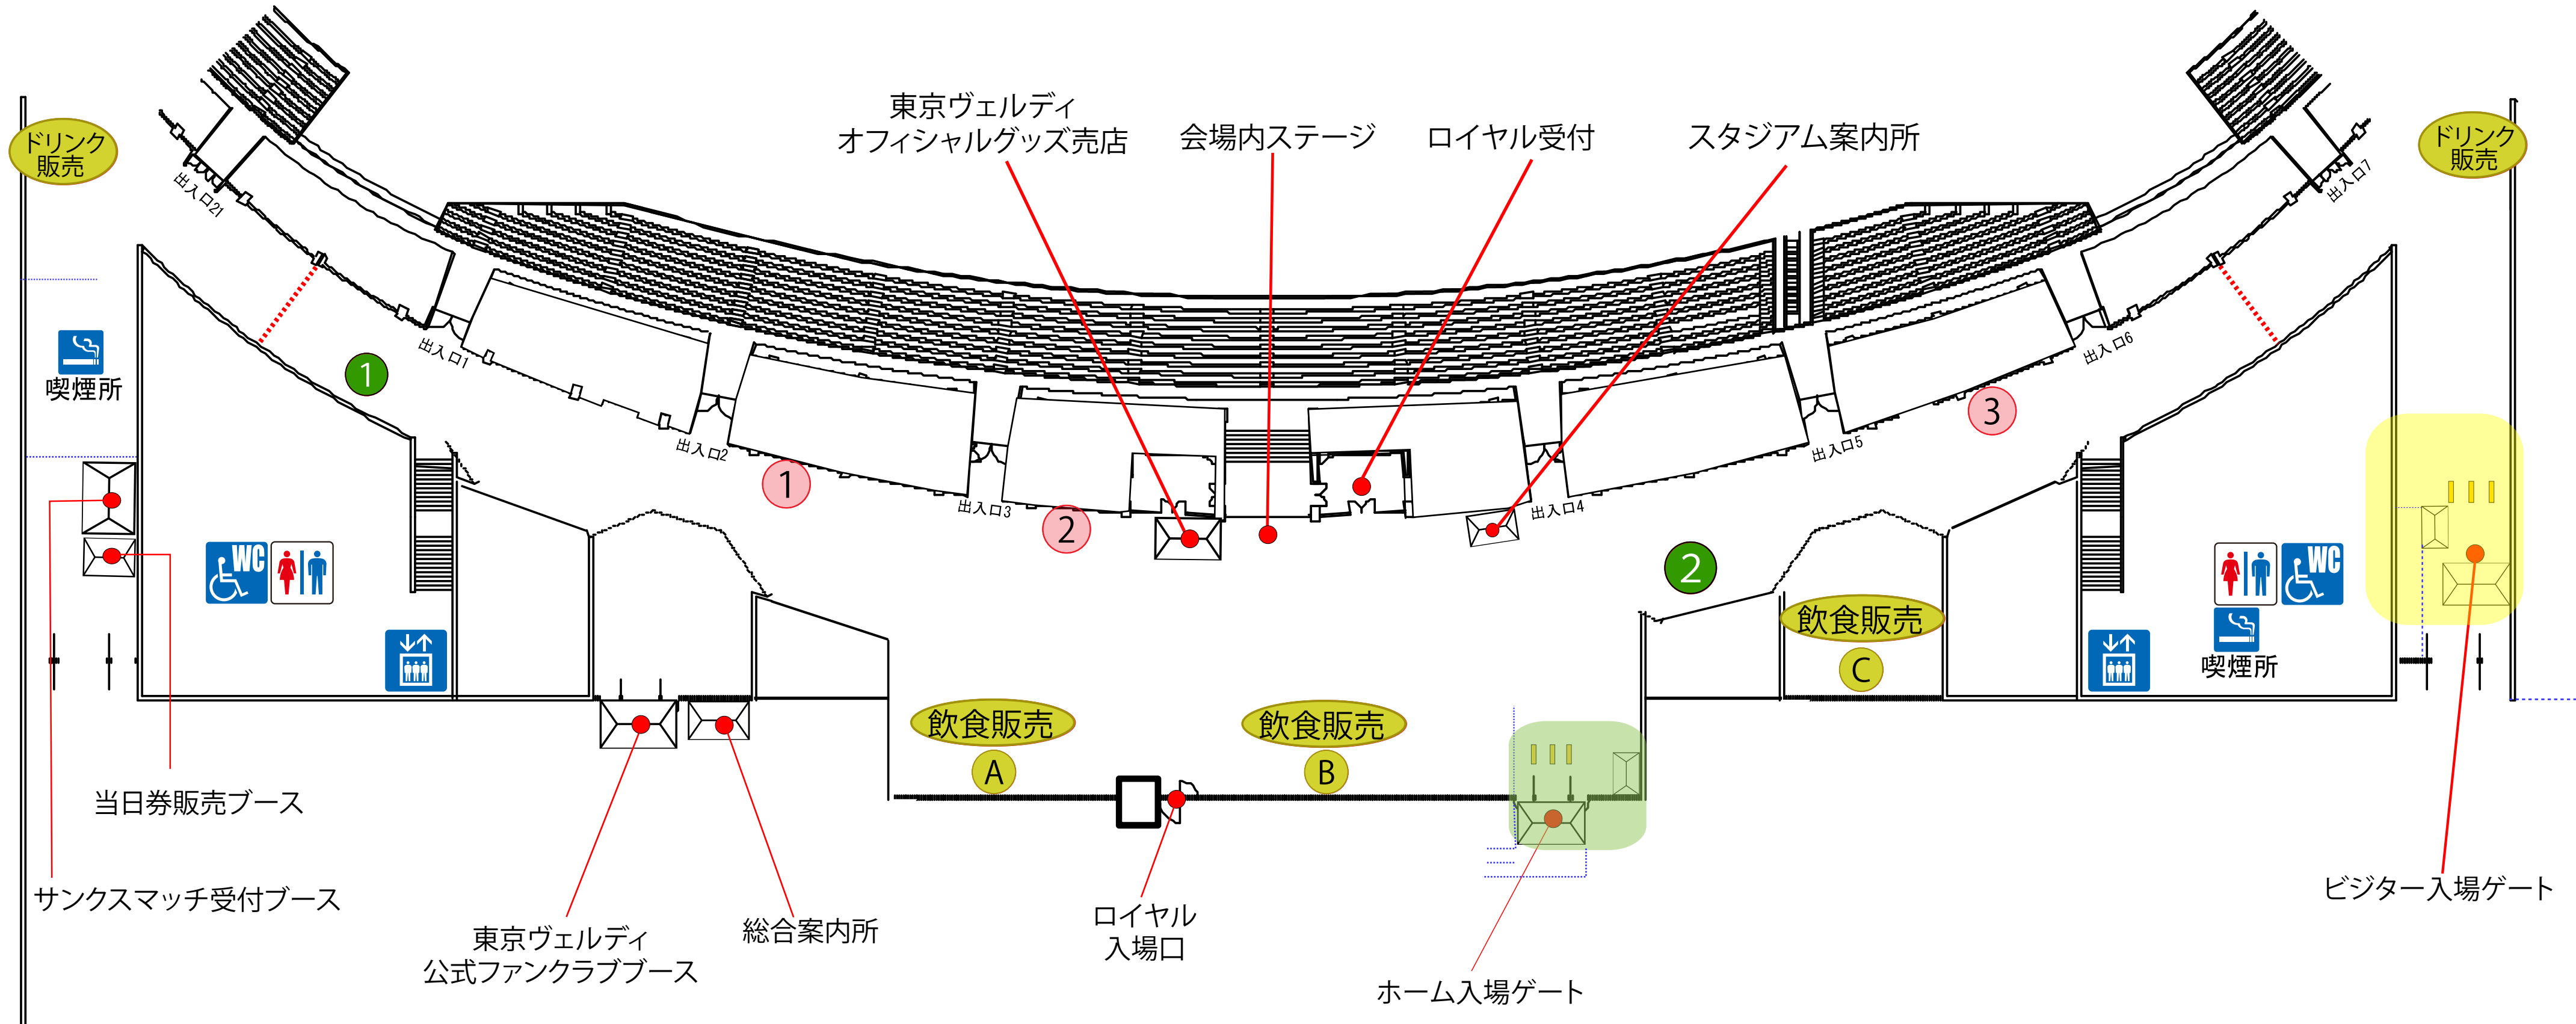 東京ヴェルディ
オフィシャルグッズ売店
会場内ステージ
ロイヤル受付
スタジアム案内所
ドリンク
販売
ドリンク
販売
出入口21
出入口7
出入口1
出入口6
喫煙所
1
出入口2
出入口5
3
1
出入口3
出入口4
2
2
WC
WC
飲食販売
C
喫煙所
飲食販売
A
飲食販売
B
当日券販売ブース
サンクスマッチ受付ブース
東京ヴェルディ
公式ファンクラブブース
総合案内所
ロイヤル
入場口
ホーム入場ゲート
ビジター入場ゲート